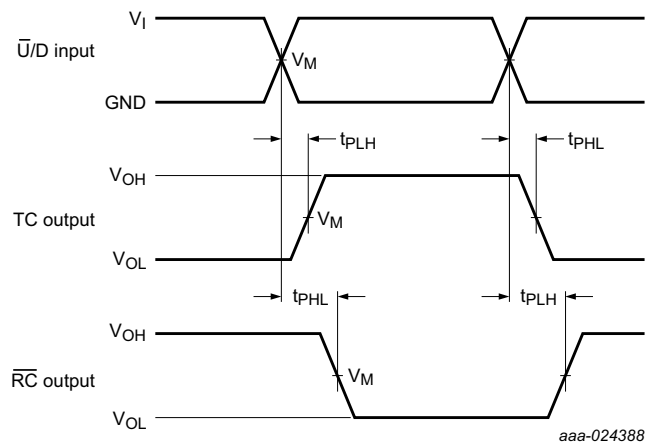 V_I
U̅/D input
V_M
GND
t_PLH
t_PHL
V_OH
TC output
V_M
V_OL
t_PHL
t_PLH
V_OH
R̅C̅ output
V_M
V_OL
aaa-024388